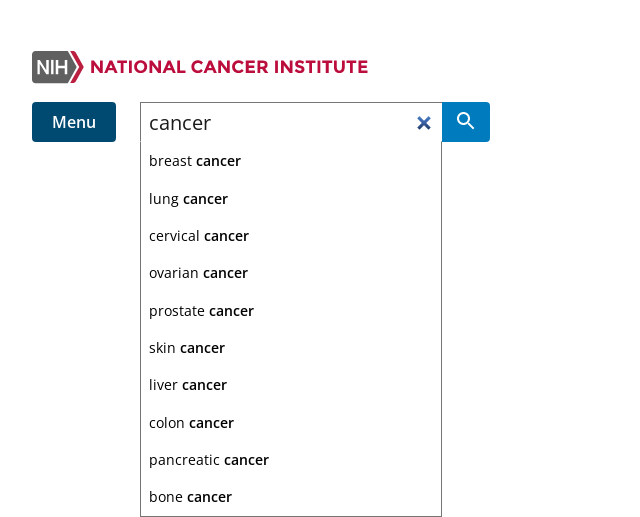 NIH NATIONAL CANCER INSTITUTE
Menu
cancer
breast cancer
lung cancer
cervical cancer
ovarian cancer
prostate cancer
skin cancer
liver cancer
colon cancer
pancreatic cancer
bone cancer